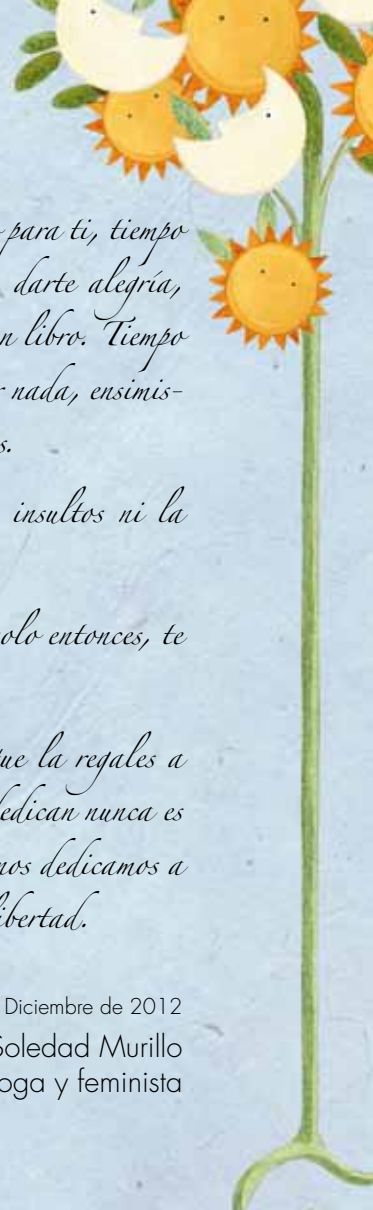 para ti, tiempo
darte alegría,
n libro. Tiempo
r nada, ensimis-
s.
insultos ni la
olo entonces, te
ue la regales a
dedican nunca es
nos dedicamos a
ibertad.
Diciembre de 2012
Soledad Murillo
oga y feminista